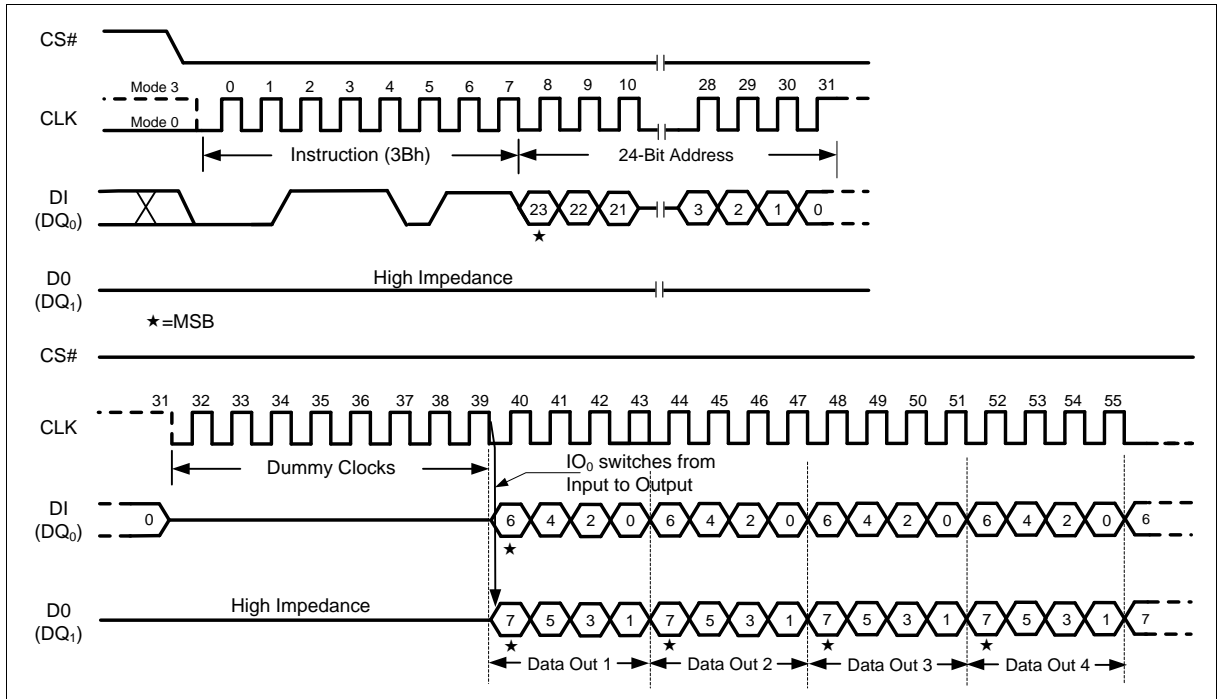 CS#
Mode 3 0 1 2 3 4 5 6 7 8 9 10 28 29 30 31
CLK
Mode 0
Instruction (3Bh) 24-Bit Address
DI
(DQ0) 23 22 21 3 2 1 0
★
D0
(DQ1)
High Impedance
★=MSB
CS#
31 32 33 34 35 36 37 38 39 40 41 42 43 44 45 46 47 48 49 50 51 52 53 54 55
CLK
Dummy Clocks
IO0 switches from
Input to Output
DI
(DQ0)
0 6 4 2 0 6 4 2 0 6 4 2 0 6 4 2 0 6
★
D0
(DQ1)
High Impedance
7 5 3 1 7 5 3 1 7 5 3 1 7 5 3 1 7
★ ★ ★ ★
Data Out 1 Data Out 2 Data Out 3 Data Out 4